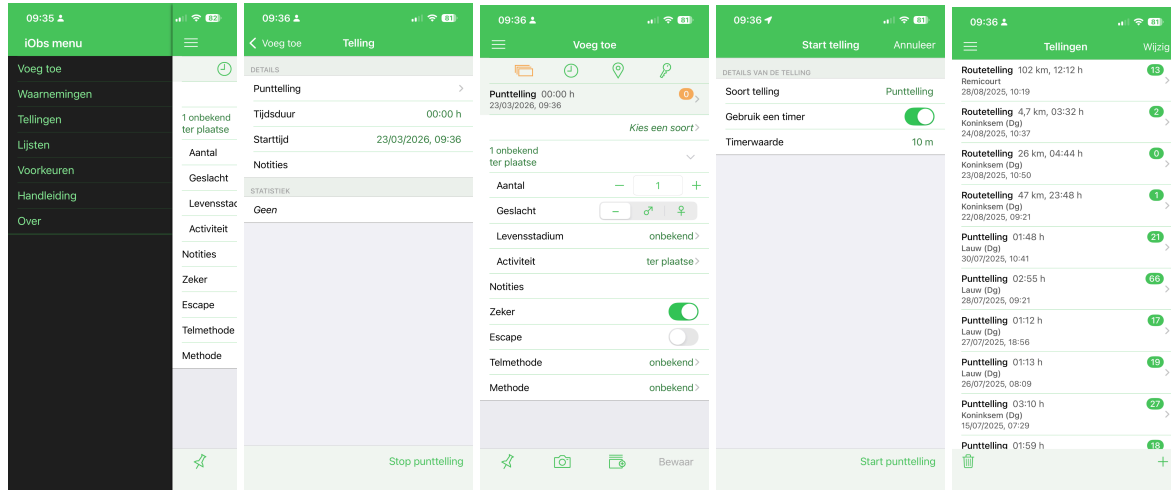 09:35
82
iObs menu
Voeg toe
Waarnemingen
Tellingen
Lijsten
Voorkeuren
Handleiding
Over
1 onbekend
ter plaatse
Aantal
Geslacht
Levensstad
Activiteit
Notities
Zeker
Escape
Telmethode
Methode
09:36
81
Voeg toe
Telling
DETAILS
Punttelling
Tijdsduur 00:00 h
Starttijd 23/03/2026, 09:36
Notities
STATISTIEK
Geen
Stop punttelling
09:36
81
Voeg toe
Punttelling 00:00 h
0
23/03/2026, 09:36
Kies een soort
1 onbekend
ter plaatse
Aantal − 1 +
Geslacht – ♂ ♀
Levensstadium onbekend
Activiteit ter plaatse
Notities
Zeker
Escape
Telmethode onbekend
Methode onbekend
Bewaar
09:36
81
Start telling Annuleer
DETAILS VAN DE TELLING
Soort telling Punttelling
Gebruik een timer
Timerwaarde 10 m
Start punttelling
09:36
81
Tellingen Wijzig
Routetelling 102 km, 12:12 h 13
Remicourt
28/08/2025, 10:19
Routetelling 4,7 km, 03:32 h 2
Koninksem (Dg)
24/08/2025, 10:37
Routetelling 26 km, 04:44 h 0
Koninksem (Dg)
23/08/2025, 10:50
Routetelling 47 km, 23:48 h 1
Koninksem (Dg)
22/08/2025, 09:21
Punttelling 01:48 h 21
Lauw (Dg)
30/07/2025, 10:41
Punttelling 02:55 h 66
Lauw (Dg)
28/07/2025, 09:21
Punttelling 01:12 h 17
Lauw (Dg)
27/07/2025, 18:56
Punttelling 01:13 h 19
Lauw (Dg)
26/07/2025, 08:09
Punttelling 03:10 h 27
Koninksem (Dg)
15/07/2025, 07:29
Punttelling 01:59 h 18
+